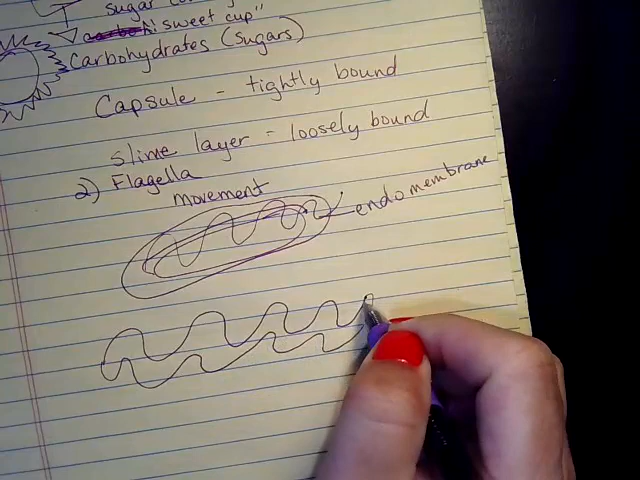 sugar
"sweet cup"
Carbohydrates (sugars)
Capsule - tightly bound
slime layer - loosely bound
2) Flagella
movement
endomembrane